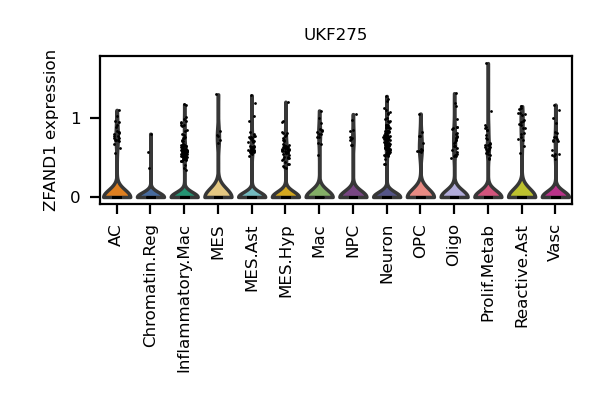 UKF275
ZFAND1 expression
1
0
AC
Chromatin.Reg
Inflammatory.Mac
MES
MES.Ast
MES.Hyp
Mac
NPC
Neuron
OPC
Oligo
Prolif.Metab
Reactive.Ast
Vasc